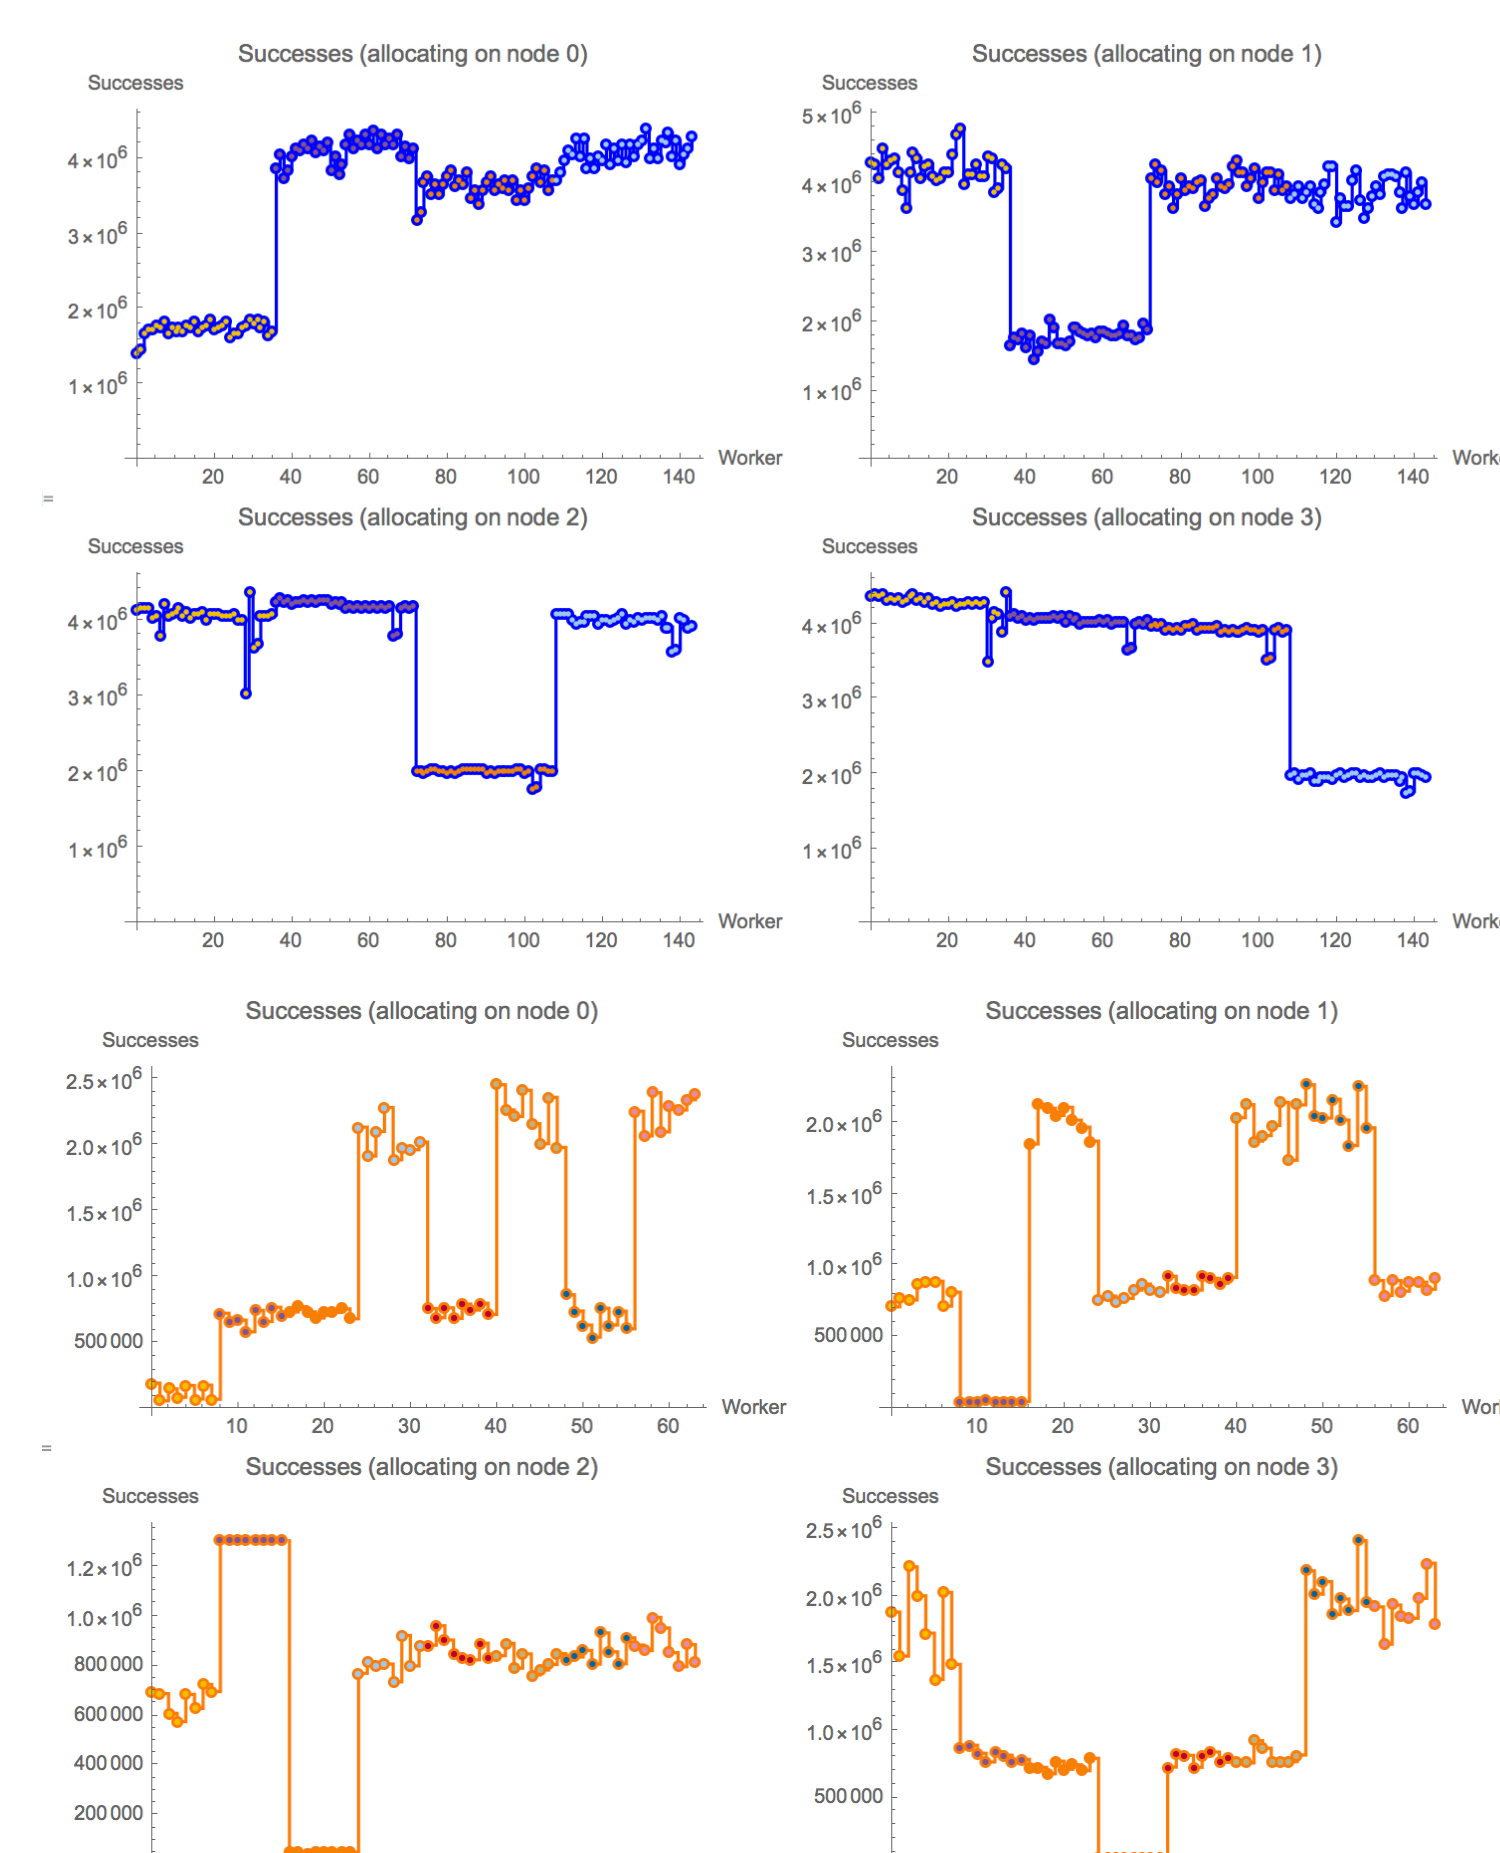 Successes (allocating on node 0)
Successes
4×10^6
3×10^6
2×10^6
1×10^6
20 40 60 80 100 120 140
Worker
Successes (allocating on node 1)
Successes
5×10^6
4×10^6
3×10^6
2×10^6
1×10^6
20 40 60 80 100 120 140
Worke
Successes (allocating on node 2)
Successes
4×10^6
3×10^6
2×10^6
1×10^6
20 40 60 80 100 120 140
Worker
Successes (allocating on node 3)
Successes
4×10^6
3×10^6
2×10^6
1×10^6
20 40 60 80 100 120 140
Worke
Successes (allocating on node 0)
Successes
2.5×10^6
2.0×10^6
1.5×10^6
1.0×10^6
500 000
10 20 30 40 50 60
Worker
Successes (allocating on node 1)
Successes
2.0×10^6
1.5×10^6
1.0×10^6
500 000
10 20 30 40 50 60
Work
Successes (allocating on node 2)
Successes
1.2×10^6
1.0×10^6
800 000
600 000
400 000
200 000
Successes (allocating on node 3)
Successes
2.5×10^6
2.0×10^6
1.5×10^6
1.0×10^6
500 000